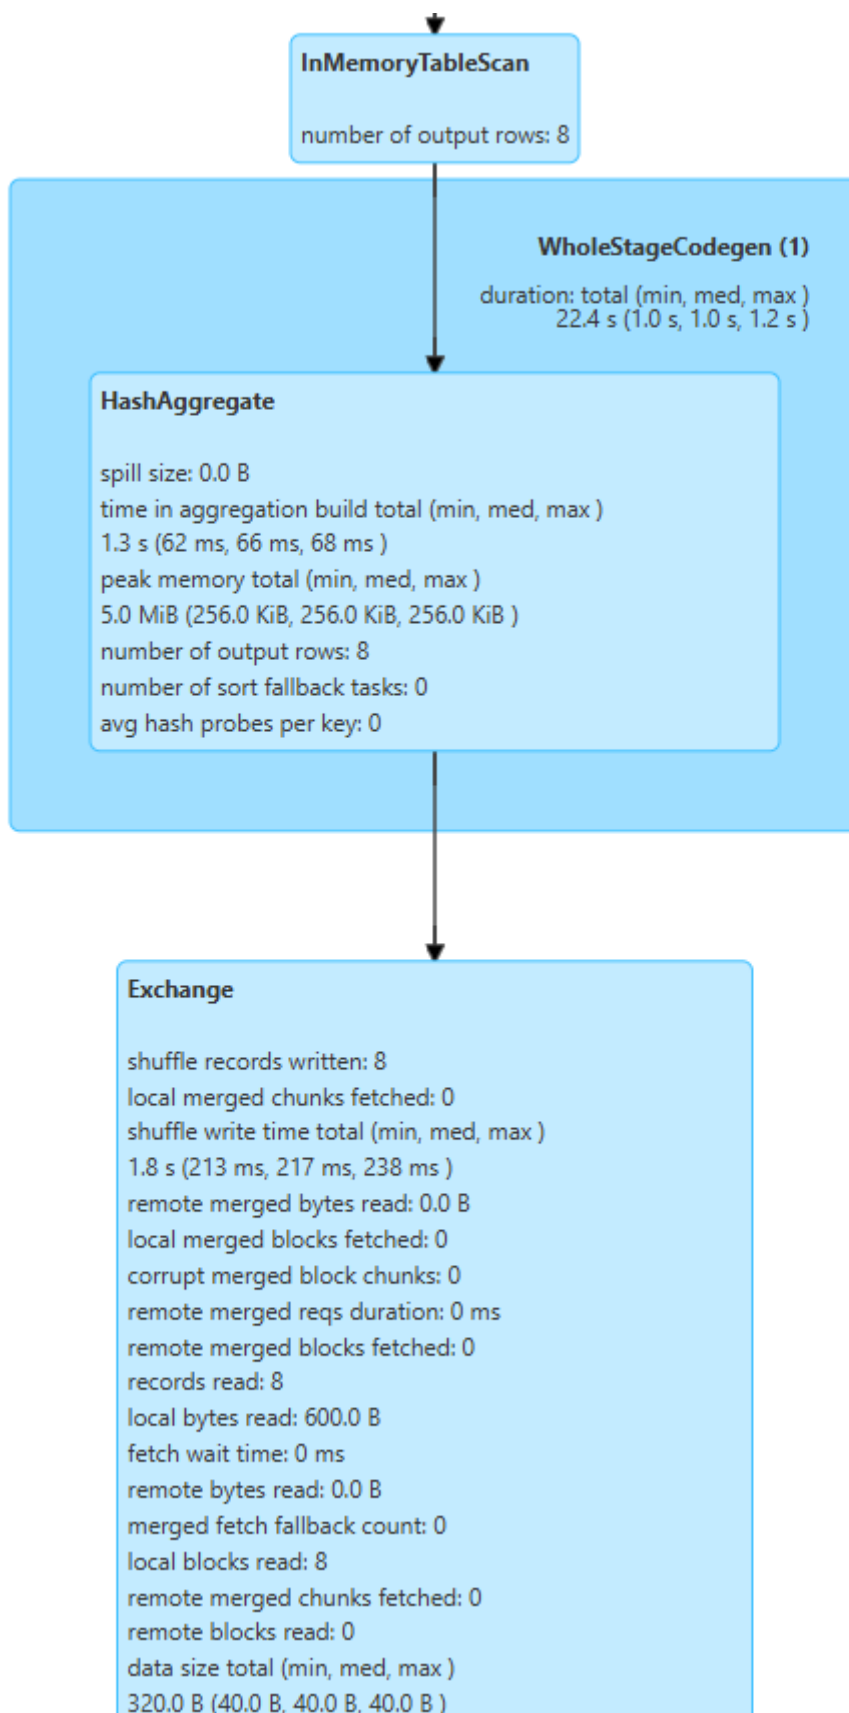 InMemoryTableScan
number of output rows: 8
WholeStageCodegen (1)
duration: total (min, med, max )
22.4 s (1.0 s, 1.0 s, 1.2 s )
HashAggregate
spill size: 0.0 B
time in aggregation build total (min, med, max )
1.3 s (62 ms, 66 ms, 68 ms )
peak memory total (min, med, max )
5.0 MiB (256.0 KiB, 256.0 KiB, 256.0 KiB )
number of output rows: 8
number of sort fallback tasks: 0
avg hash probes per key: 0
Exchange
shuffle records written: 8
local merged chunks fetched: 0
shuffle write time total (min, med, max )
1.8 s (213 ms, 217 ms, 238 ms )
remote merged bytes read: 0.0 B
local merged blocks fetched: 0
corrupt merged block chunks: 0
remote merged reqs duration: 0 ms
remote merged blocks fetched: 0
records read: 8
local bytes read: 600.0 B
fetch wait time: 0 ms
remote bytes read: 0.0 B
merged fetch fallback count: 0
local blocks read: 8
remote merged chunks fetched: 0
remote blocks read: 0
data size total (min, med, max )
320.0 B (40.0 B, 40.0 B, 40.0 B )